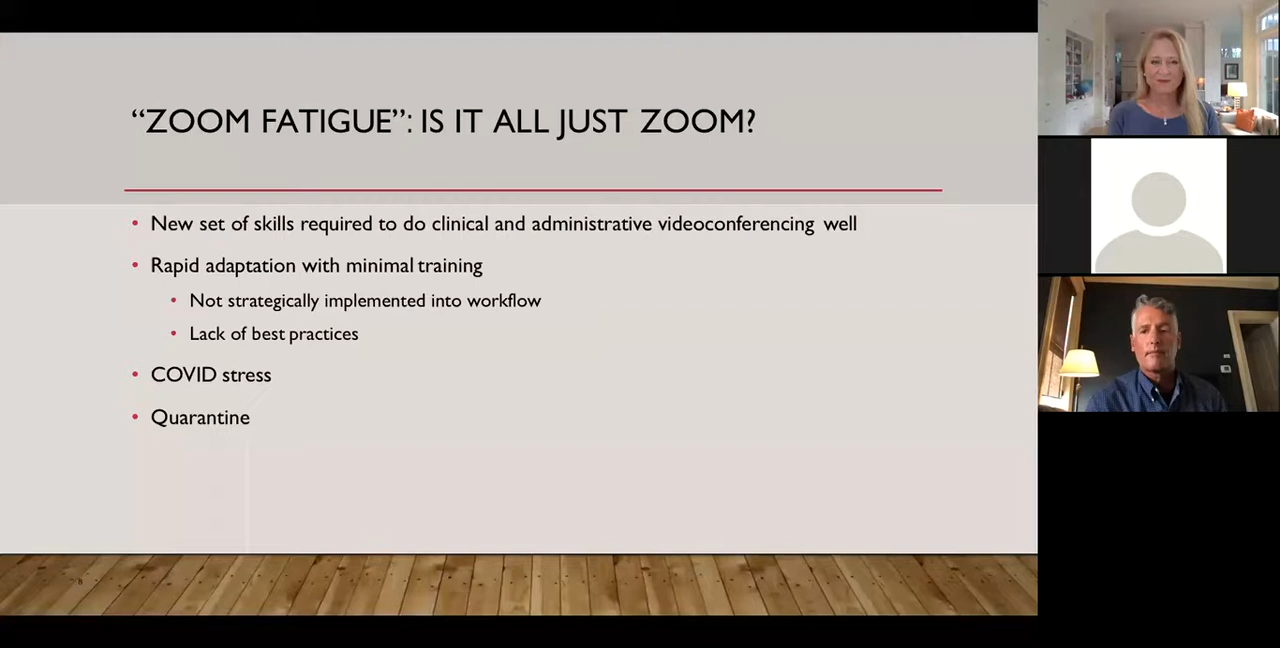 “ZOOM FATIGUE”: IS IT ALL JUST ZOOM?
• New set of skills required to do clinical and administrative videoconferencing well
• Rapid adaptation with minimal training
• Not strategically implemented into workflow
• Lack of best practices
• COVID stress
• Quarantine
8